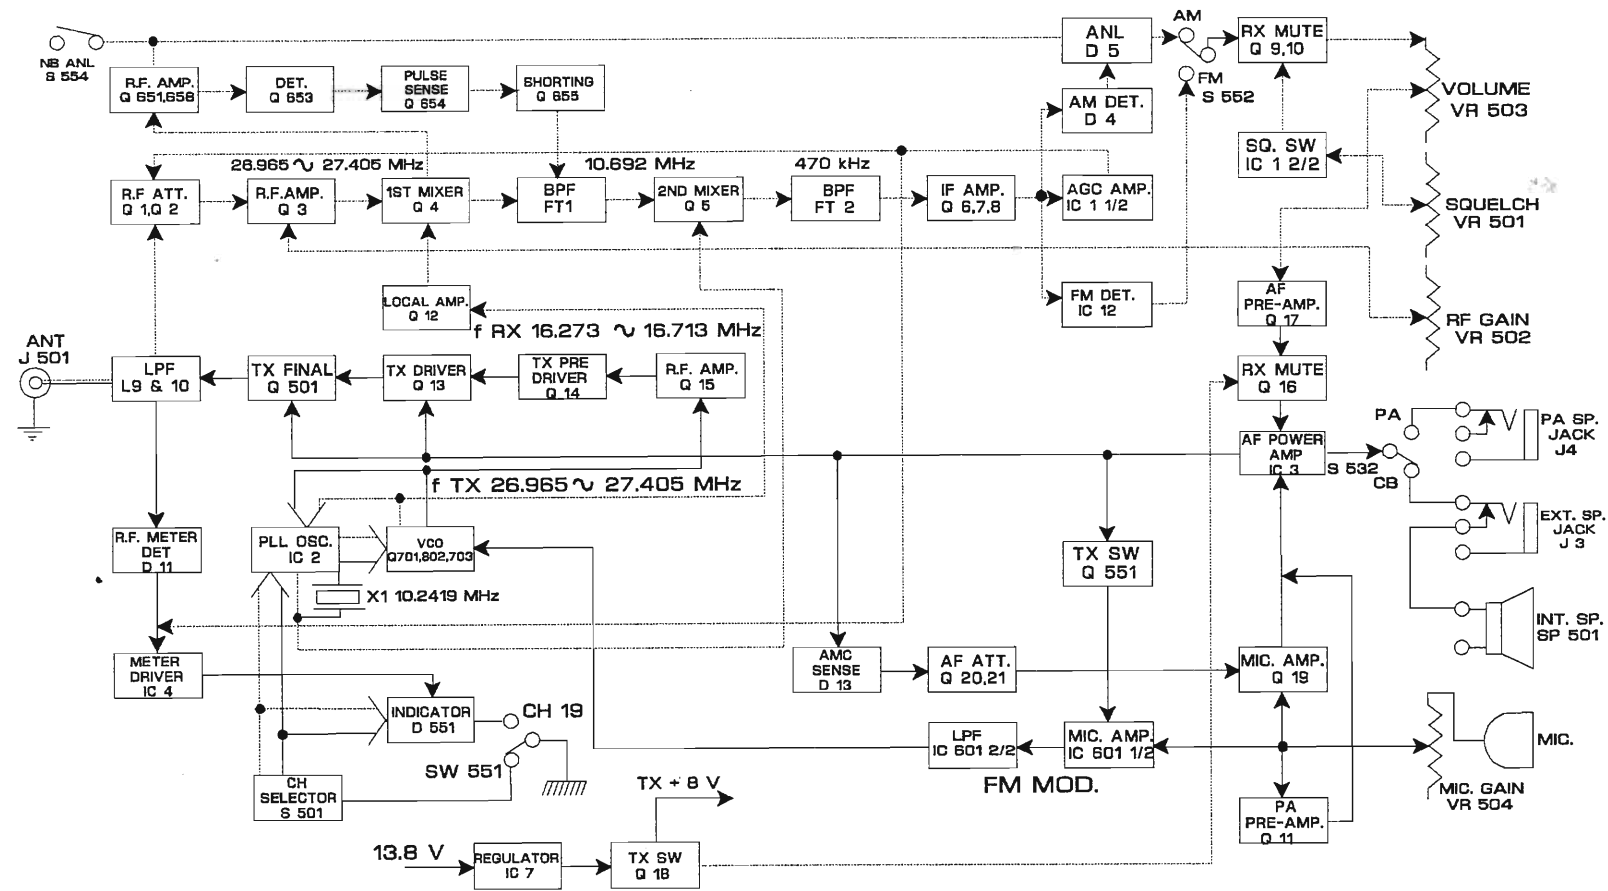 NB ANL
S 554
R.F. AMP.
Q 651,658
DET.
Q 653
PULSE
SENSE
Q 654
SHORTING
Q 655
ANL
D 5
AM
FM
S 552
RX MUTE
Q 9,10
AM DET.
D 4
VOLUME
VR 503
SQ. SW
IC 1 2/2
26.965 ∿ 27.405 MHz
10.692 MHz
470 kHz
R.F ATT.
Q 1,Q 2
R.F.AMP.
Q 3
1ST MIXER
Q 4
BPF
FT1
2ND MIXER
Q 5
BPF
FT 2
IF AMP.
Q 6,7,8
AGC AMP.
IC 1 1/2
SQUELCH
VR 501
LOCAL AMP.
Q 12
FM DET.
IC 12
AF
PRE-AMP.
Q 17
RF GAIN
VR 502
f RX 16.273 ∿ 16.713 MHz
ANT
J 501
LPF
L9 & 10
TX FINAL
Q 501
TX DRIVER
Q 13
TX PRE
DRIVER
Q 14
R.F. AMP.
Q 15
RX MUTE
Q 16
AF POWER
AMP
IC 3
S 532
PA
CB
PA SP.
JACK
J4
f TX 26.965 ∿ 27.405 MHz
R.F. METER
DET
D 11
PLL OSC.
IC 2
VCO
Q701,802,703
X1 10.2419 MHz
TX SW
Q 551
EXT. SP.
JACK
J 3
INT. SP.
SP 501
METER
DRIVER
IC 4
AMC
SENSE
D 13
AF ATT.
Q 20,21
MIC. AMP.
Q 19
INDICATOR
D 551
CH 19
SW 551
LPF
IC 601 2/2
MIC. AMP.
IC 601 1/2
FM MOD.
MIC.
MIC. GAIN
VR 504
CH
SELECTOR
S 501
PA
PRE-AMP.
Q 11
TX + 8 V
13.8 V
REGULATOR
IC 7
TX SW
Q 18